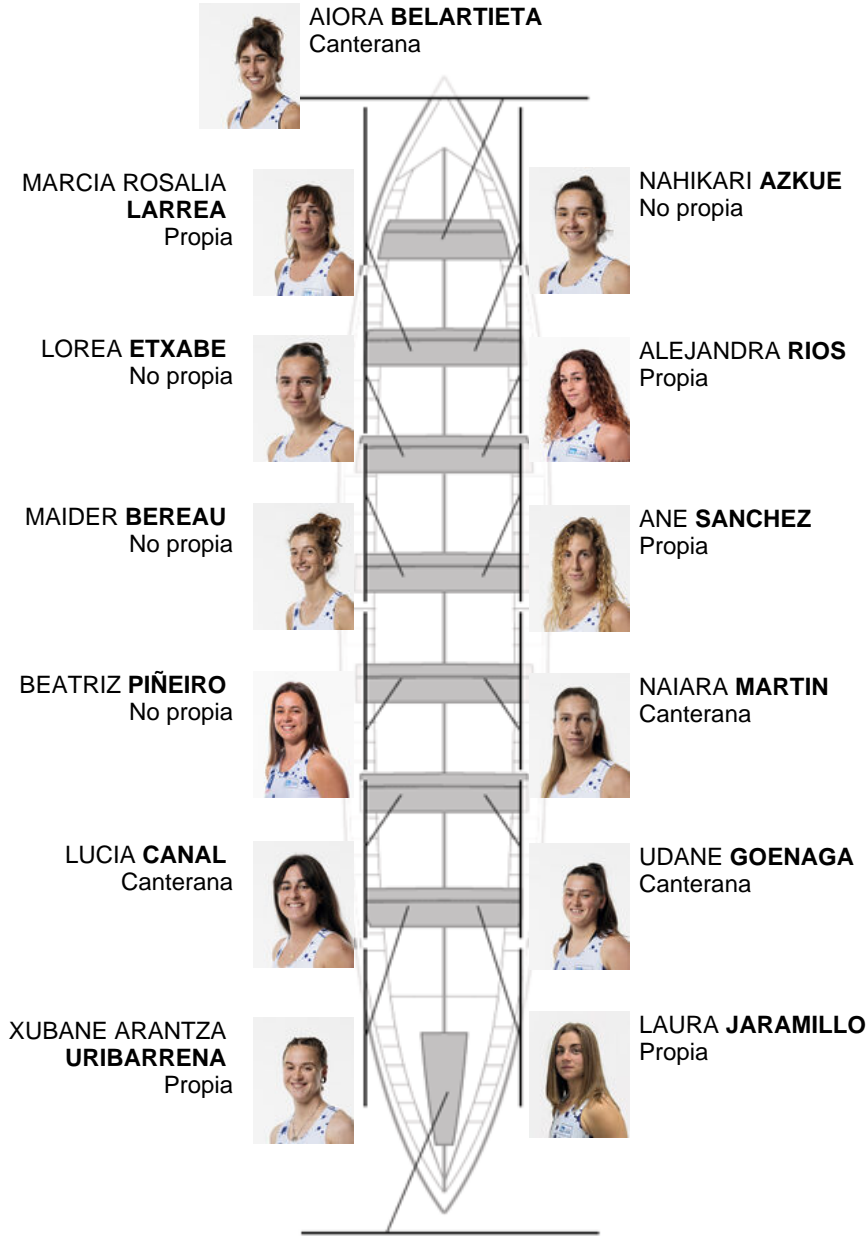 AIORA BELARTIETA
Canterana
MARCIA ROSALIA
LARREA
Propia
NAHIKARI AZKUE
No propia
LOREA ETXABE
No propia
ALEJANDRA RIOS
Propia
MAIDER BEREAU
No propia
ANE SANCHEZ
Propia
BEATRIZ PIÑEIRO
No propia
NAIARA MARTIN
Canterana
LUCIA CANAL
Canterana
UDANE GOENAGA
Canterana
XUBANE ARANTZA
URIBARRENA
Propia
LAURA JARAMILLO
Propia